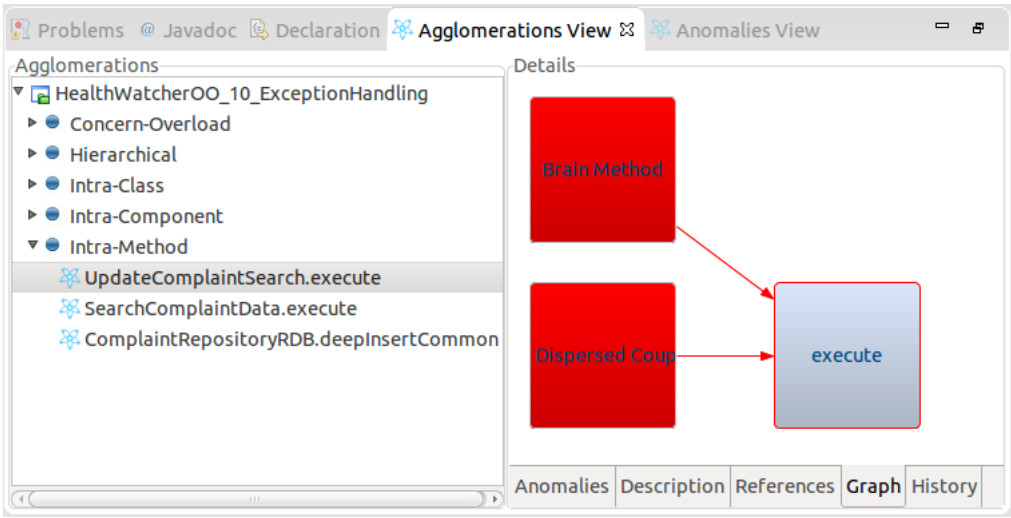 Problems @ Javadoc Declaration Agglomerations View Anomalies View
Agglomerations
HealthWatcherOO_10_ExceptionHandling
Concern-Overload
Hierarchical
Intra-Class
Intra-Component
Intra-Method
UpdateComplaintSearch.execute
SearchComplaintData.execute
ComplaintRepositoryRDB.deepInsertCommon
Details
Brain Method
Dispersed Coup
execute
Anomalies Description References Graph History